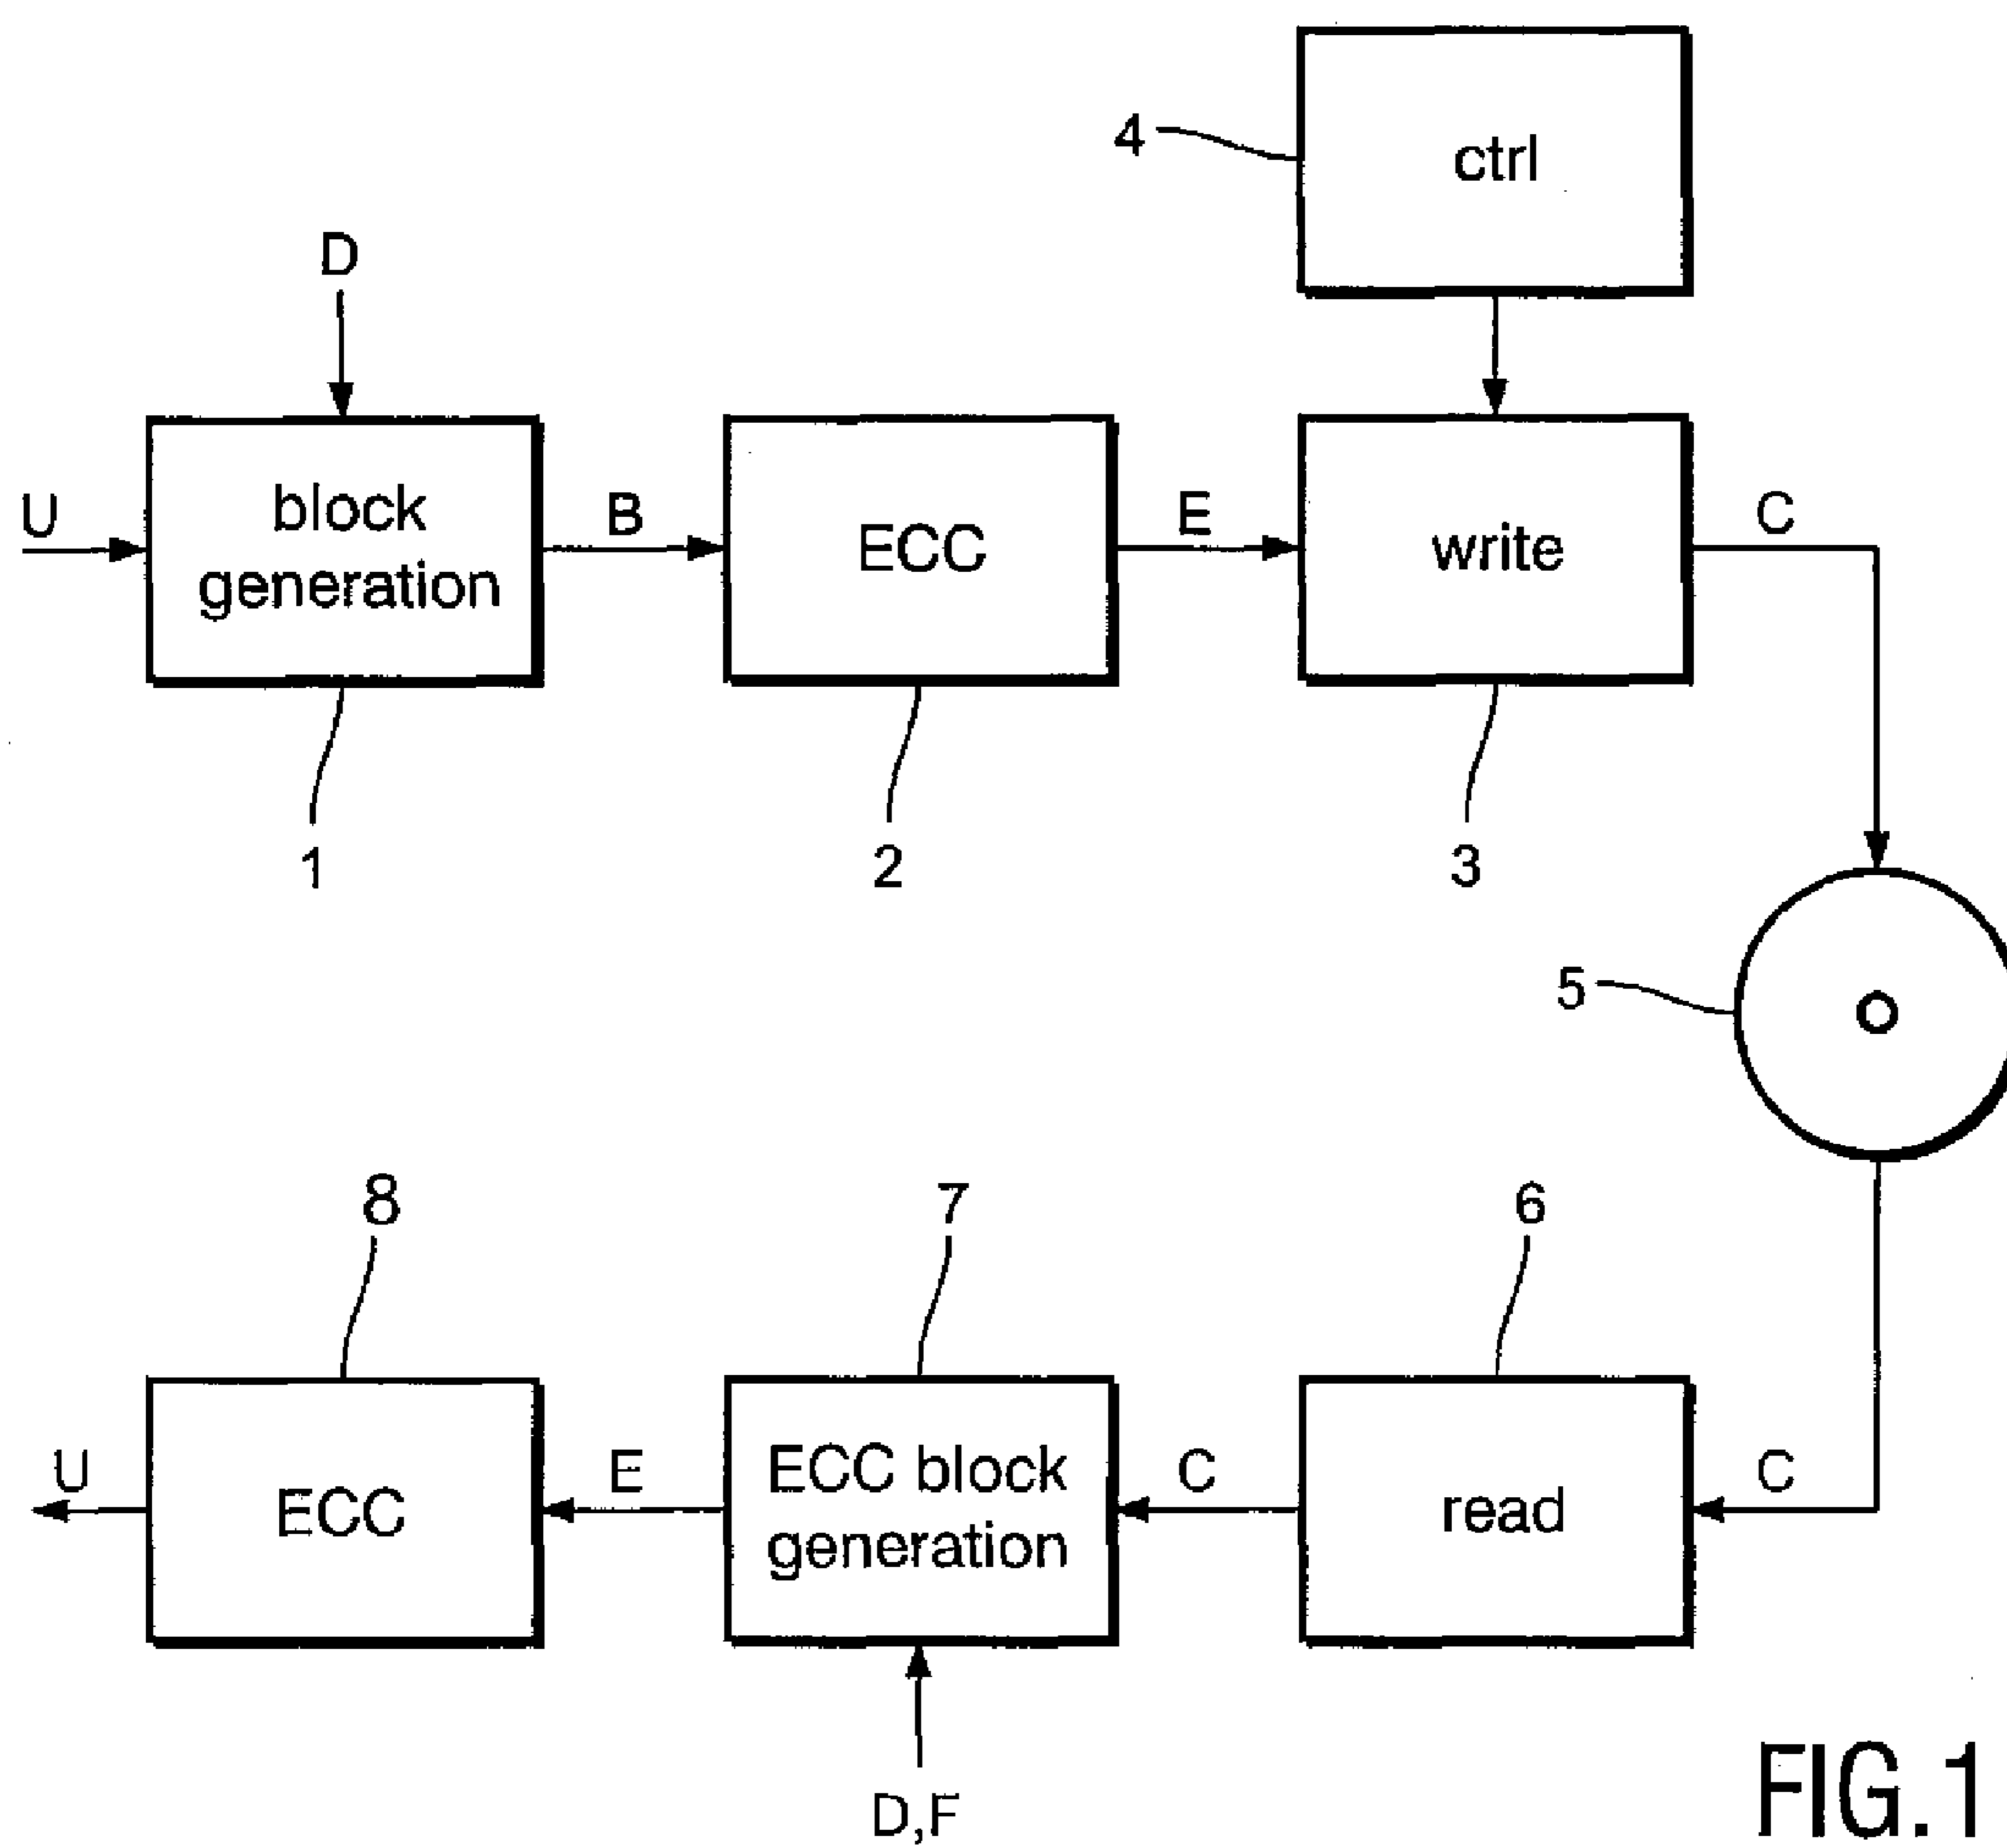 4
ctrl
D
U
block
generation
B
ECC
E
write
C
1
2
3
5
8
7
6
U
ECC
E
ECC block
generation
C
read
C
D,F
FIG.1